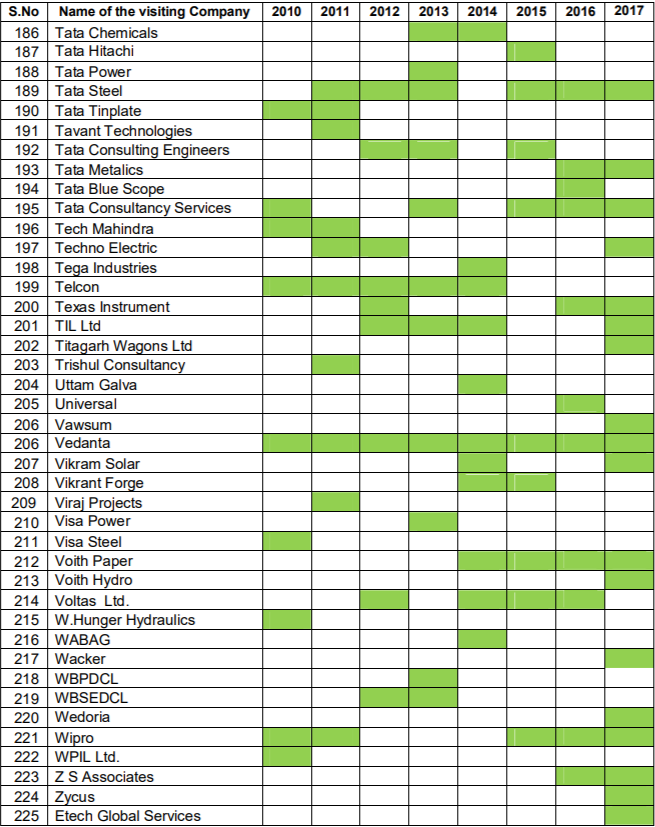 S.No Name of the visiting Company 2010 2011 2012 2013 2014 2015 2016 2017
186 Tata Chemicals
187 Tata Hitachi
188 Tata Power
189 Tata Steel
190 Tata Tinplate
191 Tavant Technologies
192 Tata Consulting Engineers
193 Tata Metalics
194 Tata Blue Scope
195 Tata Consultancy Services
196 Tech Mahindra
197 Techno Electric
198 Tega Industries
199 Telcon
200 Texas Instrument
201 TIL Ltd
202 Titagarh Wagons Ltd
203 Trishul Consultancy
204 Uttam Galva
205 Universal
206 Vawsum
206 Vedanta
207 Vikram Solar
208 Vikrant Forge
209 Viraj Projects
210 Visa Power
211 Visa Steel
212 Voith Paper
213 Voith Hydro
214 Voltas Ltd.
215 W.Hunger Hydraulics
216 WABAG
217 Wacker
218 WBPDCL
219 WBSEDCL
220 Wedoria
221 Wipro
222 WPIL Ltd.
223 Z S Associates
224 Zycus
225 Etech Global Services